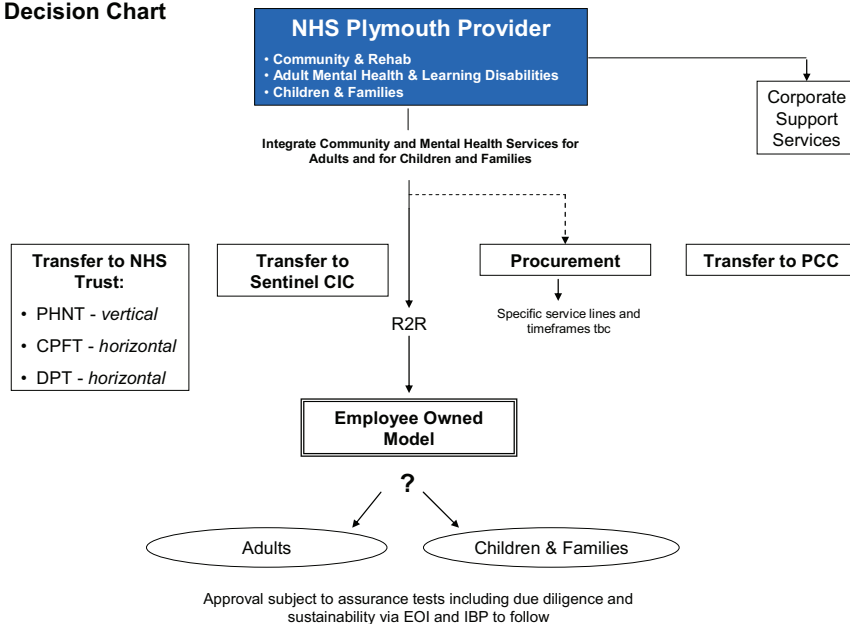 Decision Chart
NHS Plymouth Provider
• Community & Rehab
• Adult Mental Health & Learning Disabilities
• Children & Families
Corporate
Support
Services
Integrate Community and Mental Health Services for
Adults and for Children and Families
Transfer to NHS
Trust:
• PHNT - vertical
• CPFT - horizontal
• DPT - horizontal
Transfer to
Sentinel CIC
Procurement
Specific service lines and
timeframes tbc
Transfer to PCC
R2R
Employee Owned
Model
?
Adults
Children & Families
Approval subject to assurance tests including due diligence and
sustainability via EOI and IBP to follow